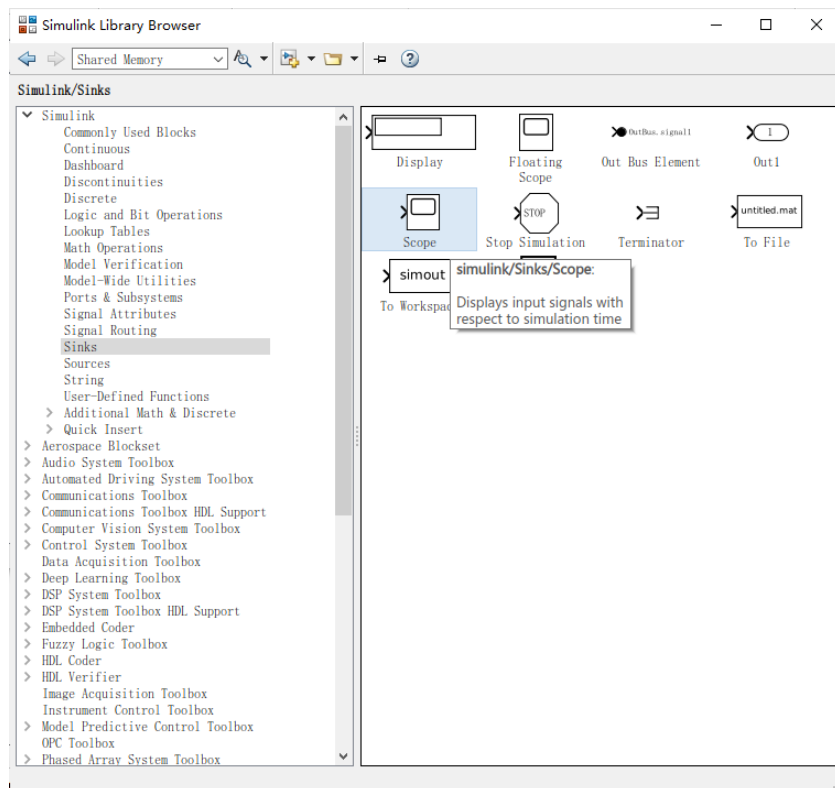 Simulink Library Browser
Shared Memory
Simulink/Sinks
Simulink
Commonly Used Blocks
Continuous
Dashboard
Discontinuities
Discrete
Logic and Bit Operations
Lookup Tables
Math Operations
Model Verification
Model-Wide Utilities
Ports & Subsystems
Signal Attributes
Signal Routing
Sinks
Sources
String
User-Defined Functions
Additional Math & Discrete
Quick Insert
Aerospace Blockset
Audio System Toolbox
Automated Driving System Toolbox
Communications Toolbox
Communications Toolbox HDL Support
Computer Vision System Toolbox
Control System Toolbox
Data Acquisition Toolbox
Deep Learning Toolbox
DSP System Toolbox
DSP System Toolbox HDL Support
Embedded Coder
Fuzzy Logic Toolbox
HDL Coder
HDL Verifier
Image Acquisition Toolbox
Instrument Control Toolbox
Model Predictive Control Toolbox
OPC Toolbox
Phased Array System Toolbox
Display
Floating
Scope
OutBus.signal1
Out Bus Element
1
Out1
Scope
STOP
Stop Simulation
Terminator
untitled.mat
To File
simout
To
simulink/Sinks/Scope:
Displays input signals with
respect to simulation time